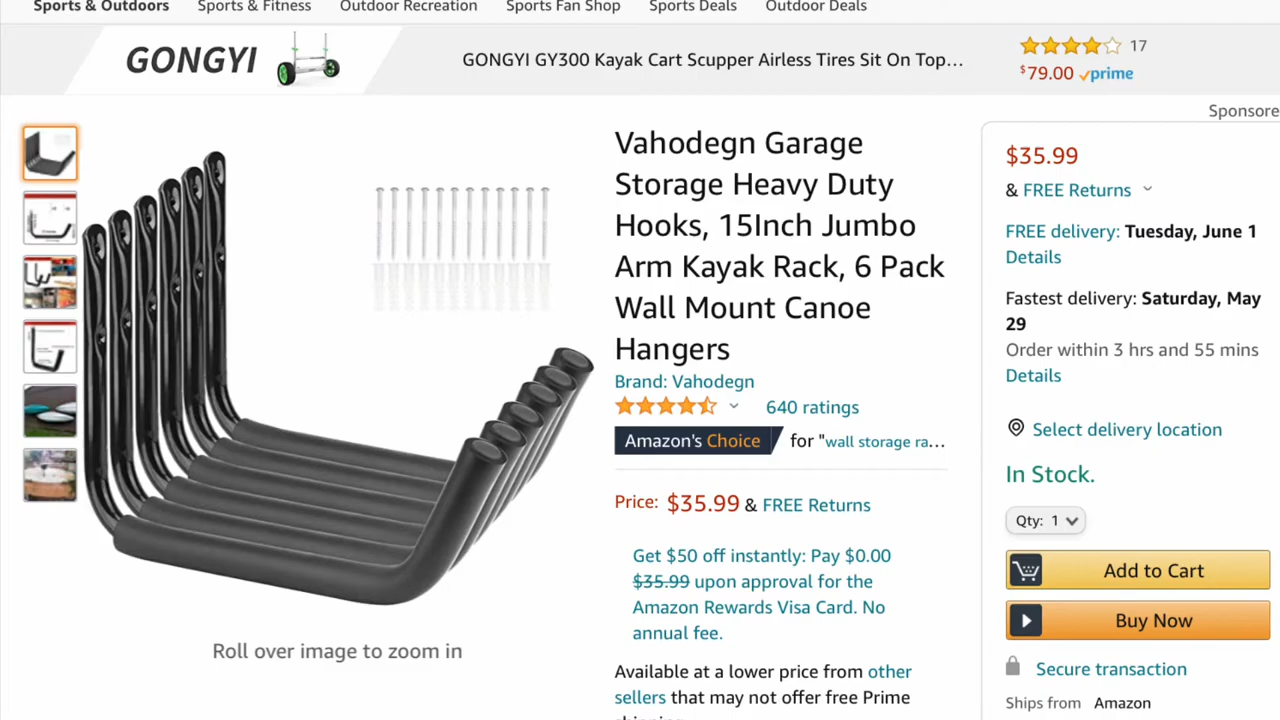 Sports & Outdoors Sports & Fitness Outdoor Recreation Sports Fan Shop Sports Deals Outdoor Deals
GONGYI
GONGYI GY300 Kayak Cart Scupper Airless Tires Sit On Top...
17
$79.00 prime
Sponsore
Vahodegn Garage
Storage Heavy Duty
Hooks, 15Inch Jumbo
Arm Kayak Rack, 6 Pack
Wall Mount Canoe
Hangers
Brand: Vahodegn
640 ratings
Amazon's Choice for "wall storage ra...
Price: $35.99 & FREE Returns
Get $50 off instantly: Pay $0.00
$35.99 upon approval for the
Amazon Rewards Visa Card. No
annual fee.
Available at a lower price from other
sellers that may not offer free Prime
Roll over image to zoom in
$35.99
& FREE Returns
FREE delivery: Tuesday, June 1
Details
Fastest delivery: Saturday, May
29
Order within 3 hrs and 55 mins
Details
Select delivery location
In Stock.
Qty: 1
Add to Cart
Buy Now
Secure transaction
Ships from Amazon